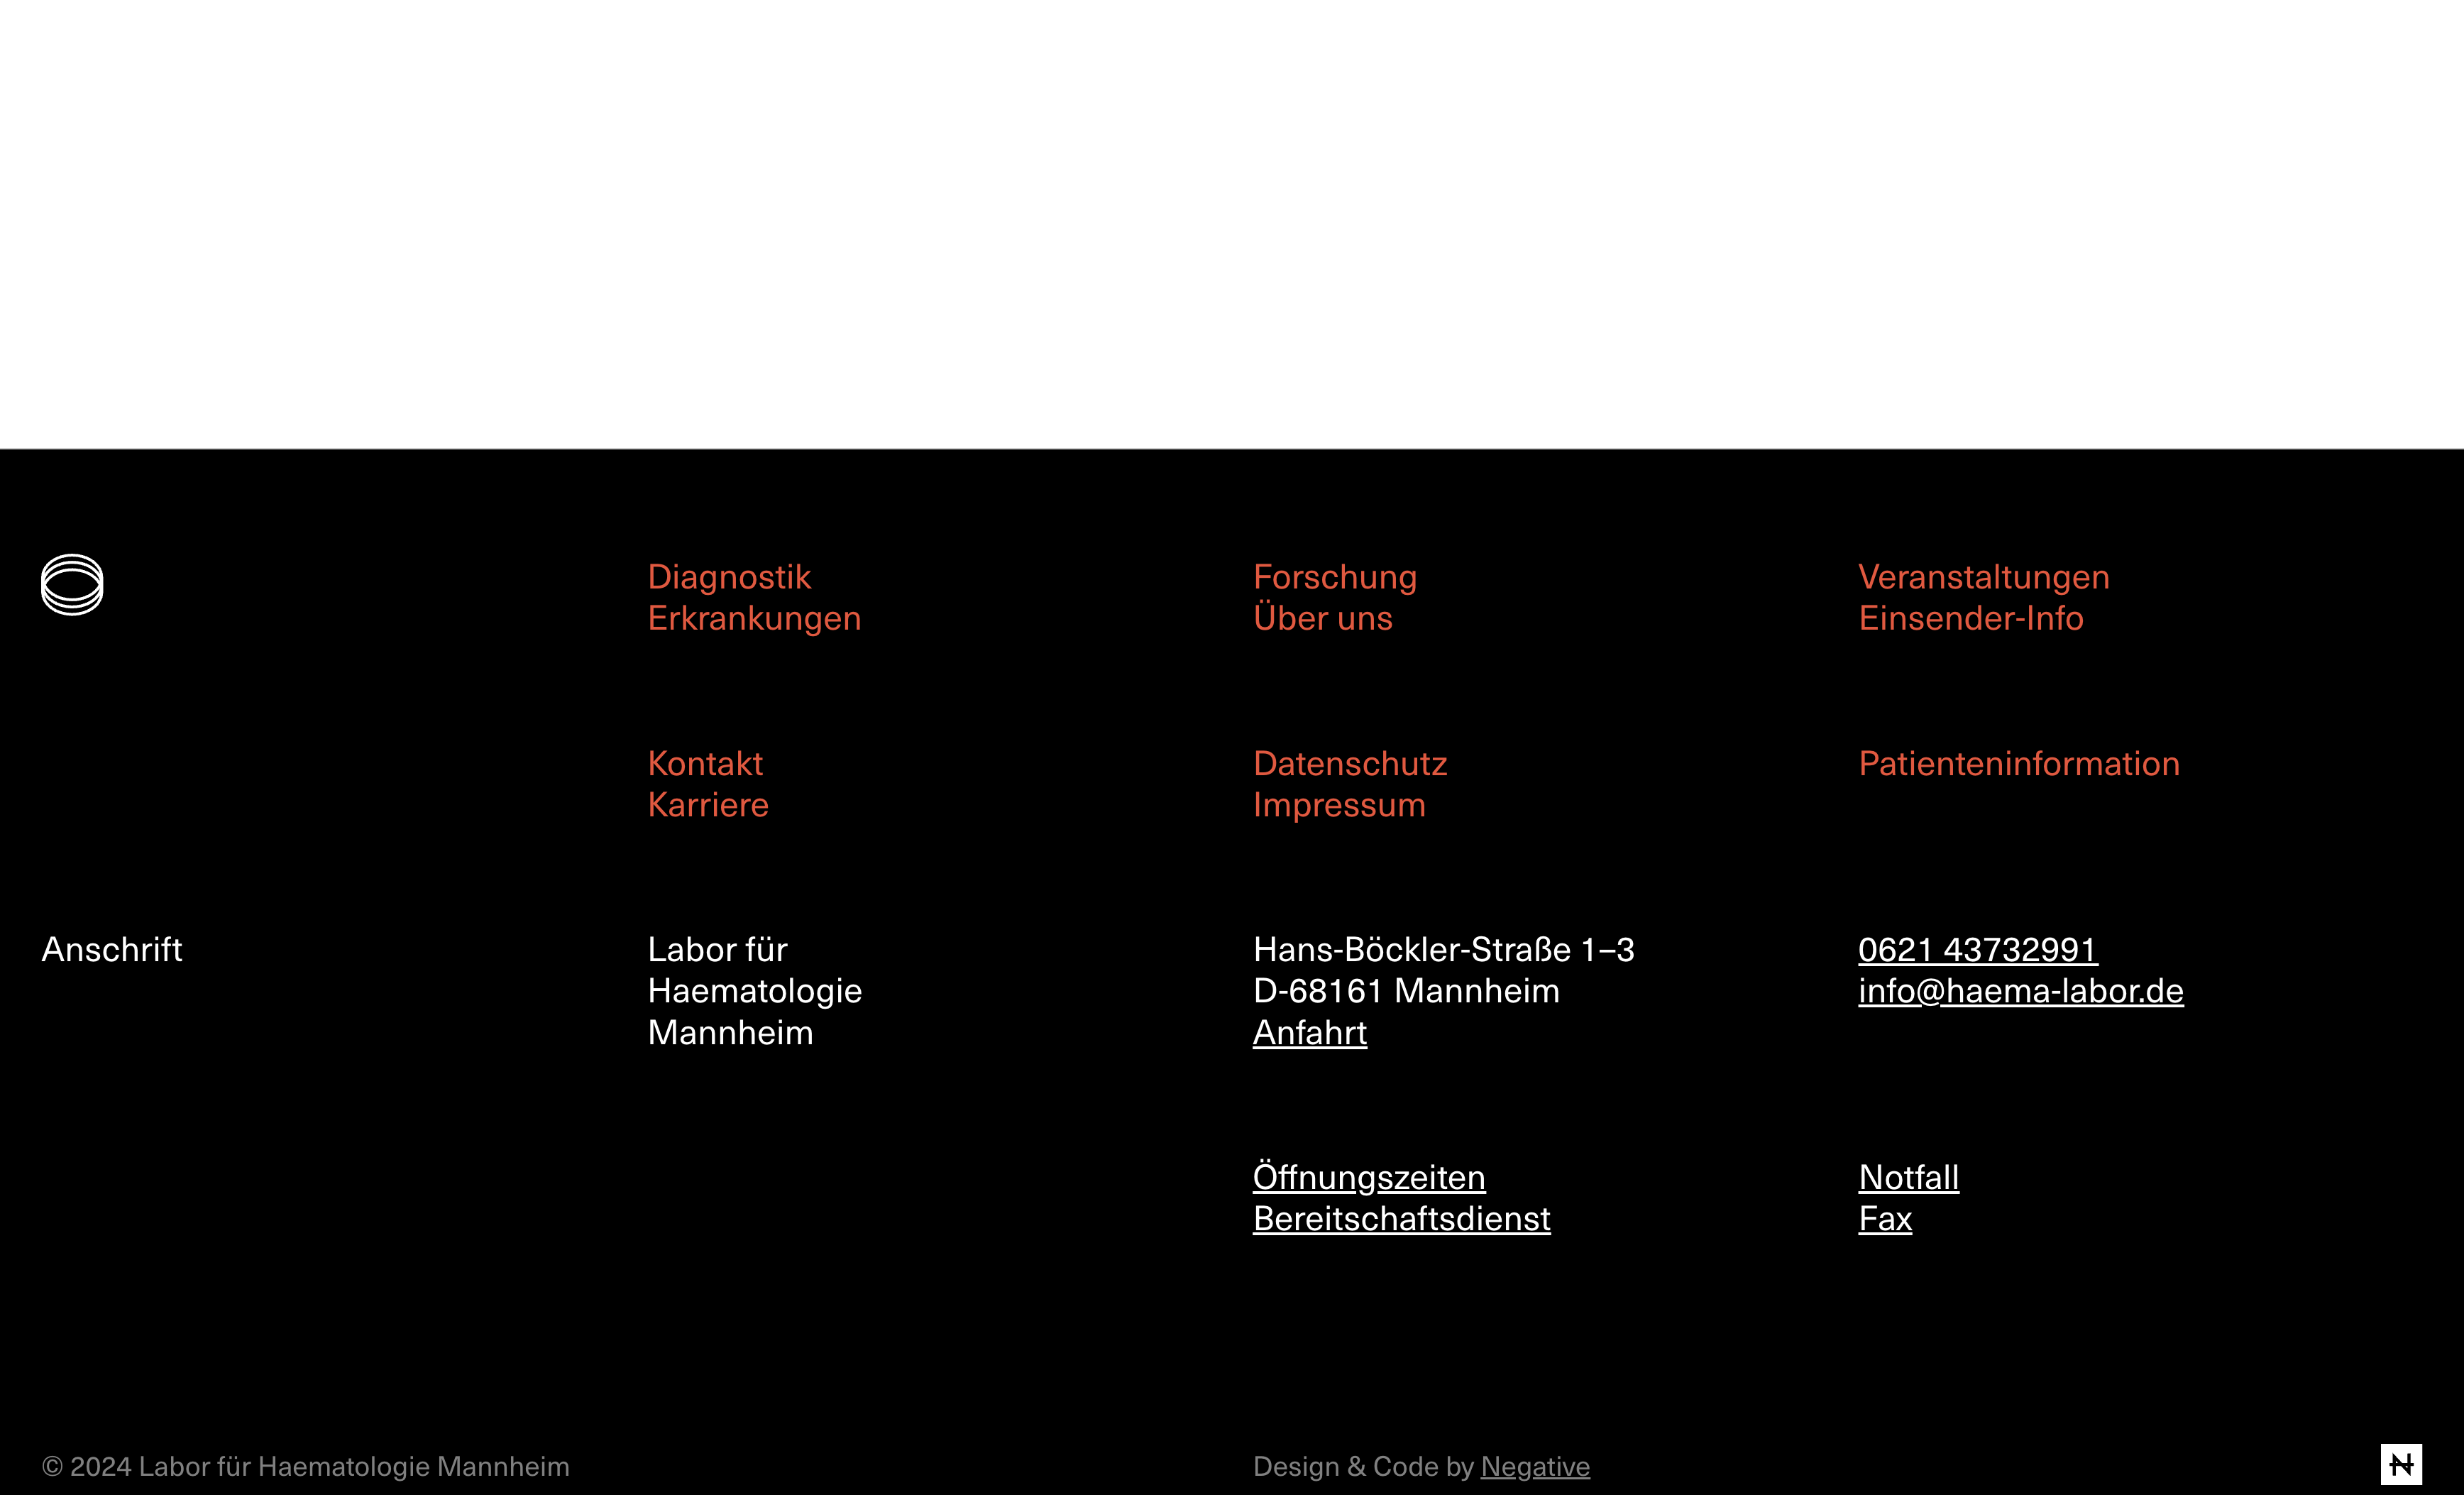 Diagnostik
Erkrankungen
Forschung
Über uns
Veranstaltungen
Einsender-Info
Kontakt
Karriere
Datenschutz
Impressum
Patienteninformation
Anschrift
Labor für
Haematologie
Mannheim
Hans-Böckler-Straße 1–3
D-68161 Mannheim
Anfahrt
0621 43732991
info@haema-labor.de
Öffnungszeiten
Bereitschaftsdienst
Notfall
Fax
© 2024 Labor für Haematologie Mannheim
Design & Code by Negative
N